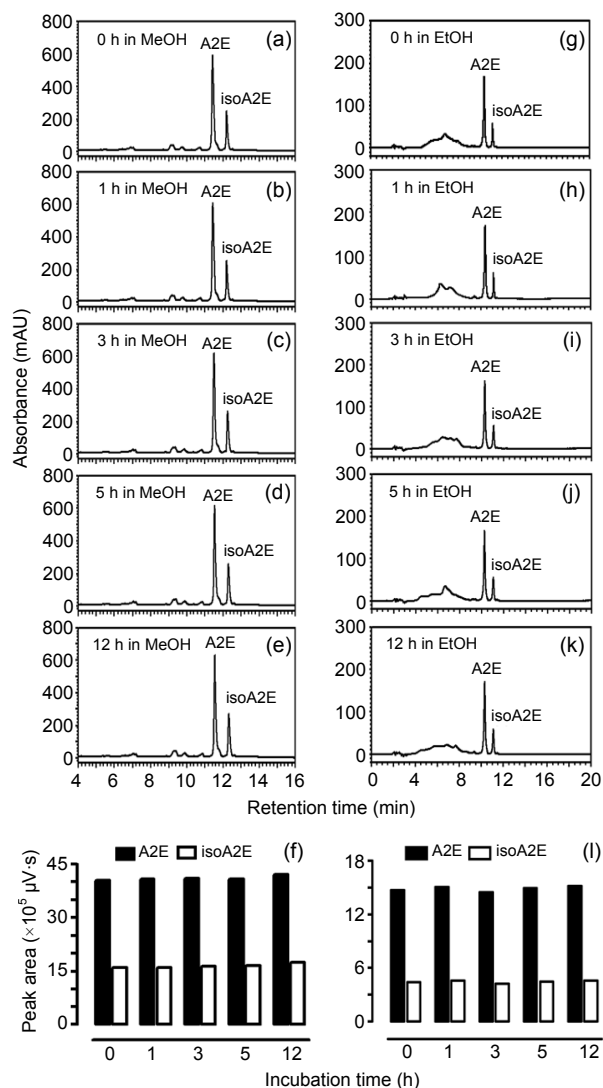 800
600
400
200
0
0 h in MeOH
A2E
isoA2E
(a)
800
600
400
200
0
1 h in MeOH
A2E
isoA2E
(b)
800
600
400
200
0
3 h in MeOH
A2E
isoA2E
(c)
800
600
400
200
0
5 h in MeOH
A2E
isoA2E
(d)
800
600
400
200
0
12 h in MeOH
A2E
isoA2E
(e)
4 6 8 10 12 14 16
Absorbance (mAU)
300
200
100
0
0 h in EtOH
A2E
isoA2E
(g)
300
200
100
0
1 h in EtOH
A2E
isoA2E
(h)
300
200
100
0
3 h in EtOH
A2E
isoA2E
(i)
300
200
100
0
5 h in EtOH
A2E
isoA2E
(j)
300
200
100
0
12 h in EtOH
A2E
isoA2E
(k)
0 4 8 12 16 20
Retention time (min)
A2E isoA2E (f)
45
30
15
0
Peak area (×10⁵ μV·s)
0 1 3 5 12
A2E isoA2E (l)
18
12
6
0
0 1 3 5 12
Incubation time (h)